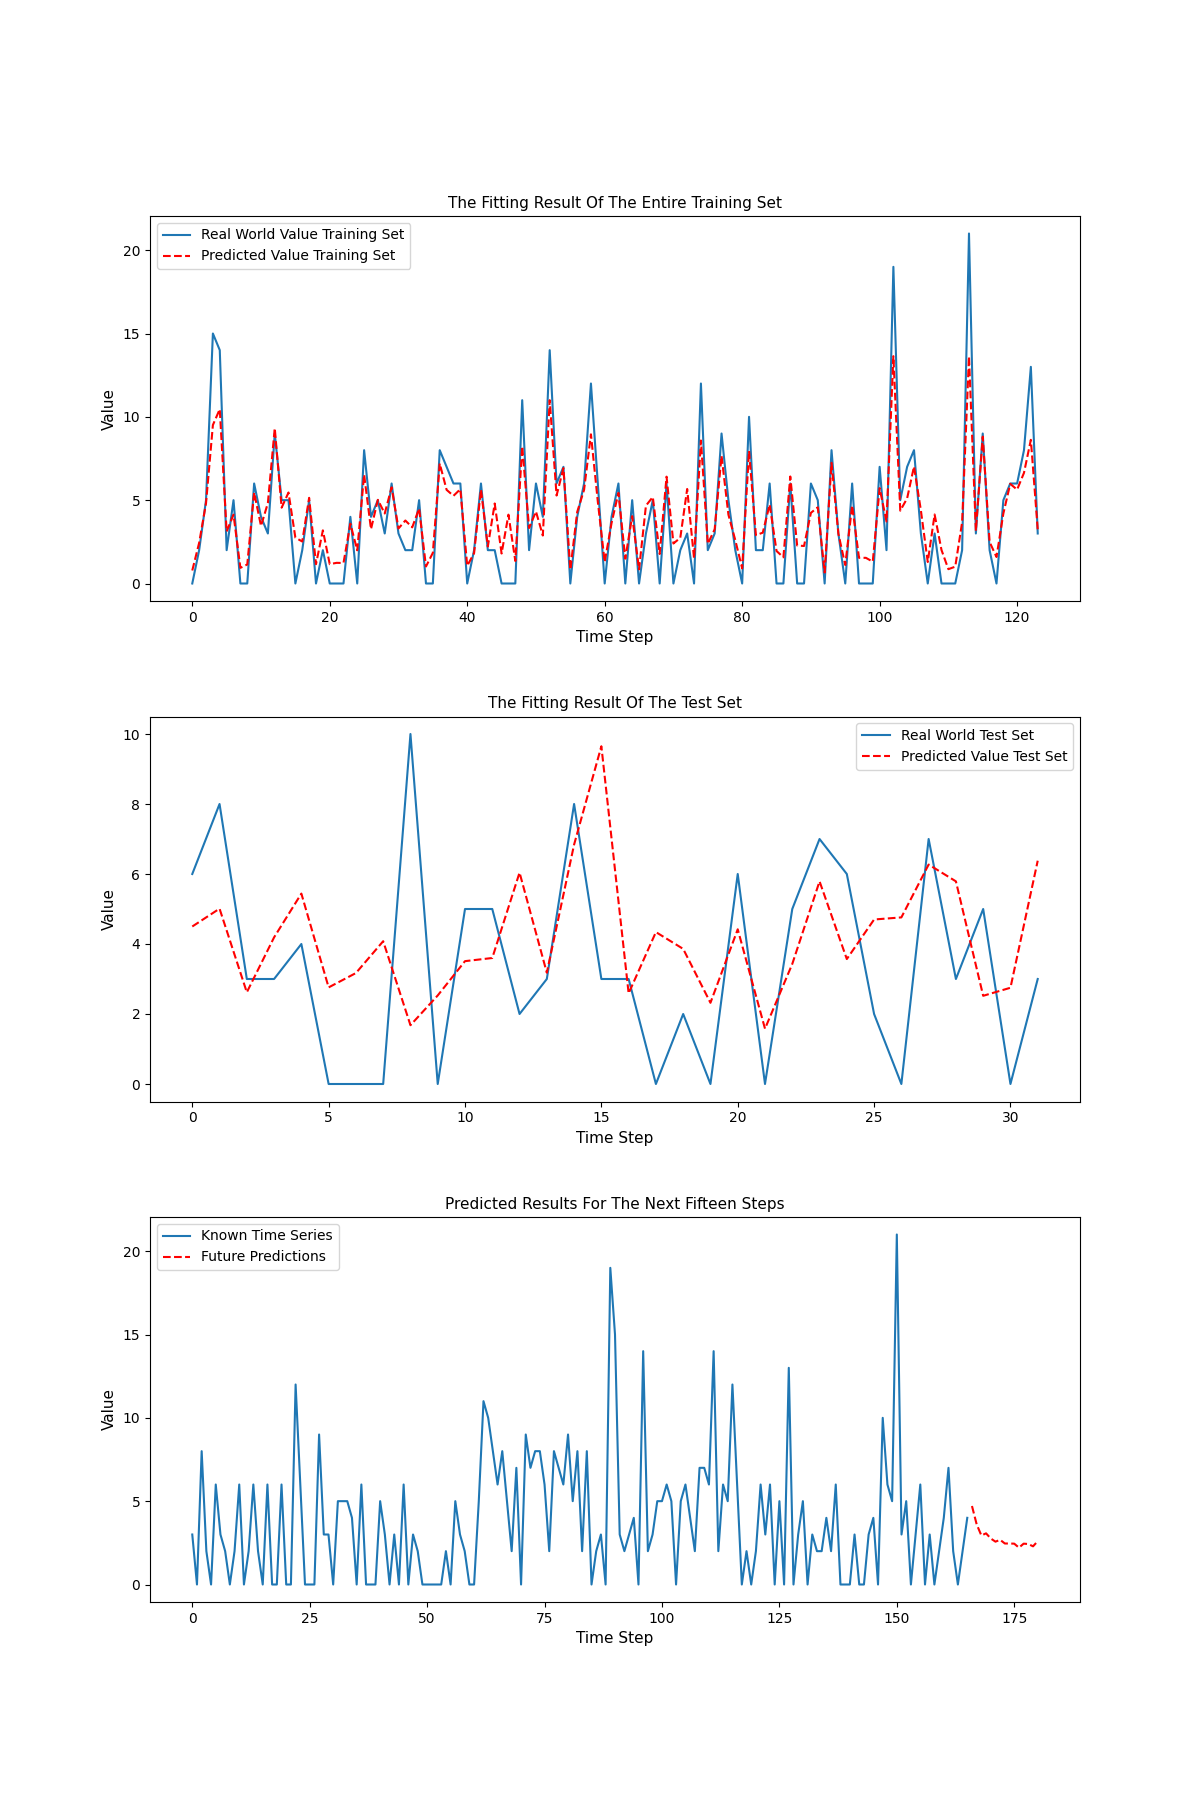 The Fitting Result Of The Entire Training Set
Real World Value Training Set
Predicted Value Training Set
20
15
10
5
0
Value
0 20 40 60 80 100 120
Time Step
The Fitting Result Of The Test Set
Real World Test Set
Predicted Value Test Set
10
8
6
4
2
0
Value
0 5 10 15 20 25 30
Time Step
Predicted Results For The Next Fifteen Steps
Known Time Series
Future Predictions
20
15
10
5
0
Value
0 25 50 75 100 125 150 175
Time Step